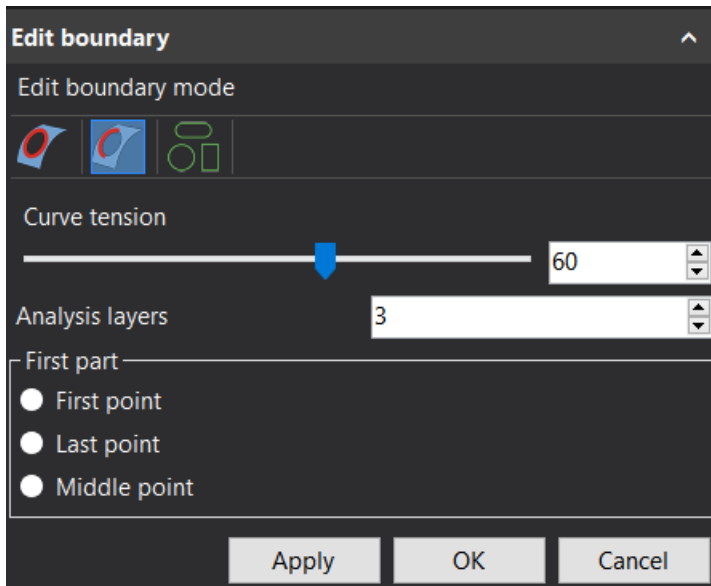 Edit boundary
Edit boundary mode
Curve tension
60
Analysis layers 3
First part
First point
Last point
Middle point
Apply OK Cancel